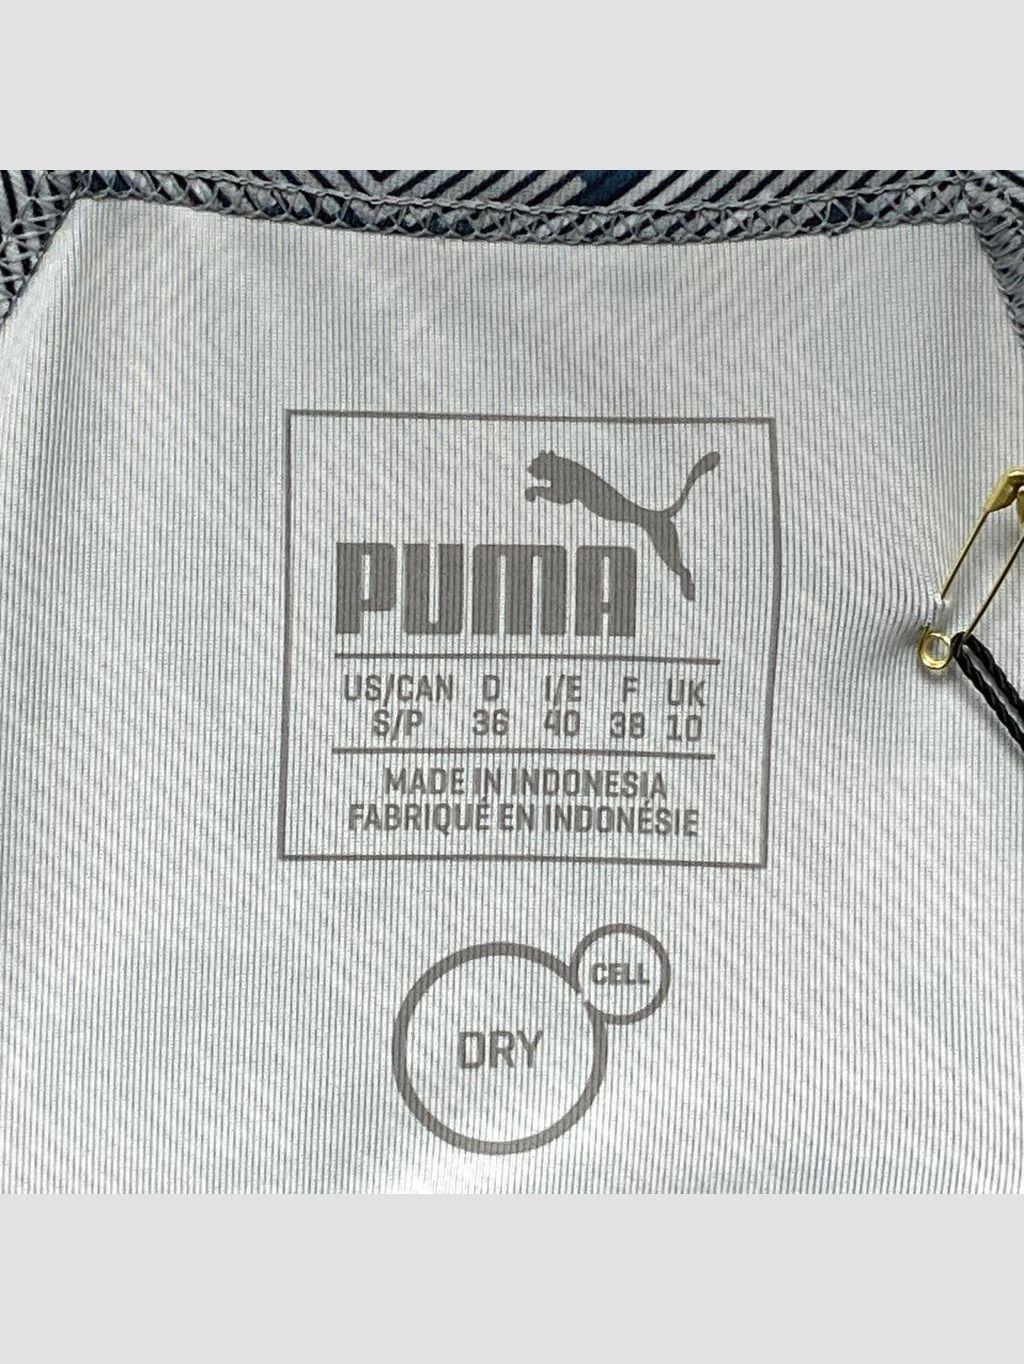 PUMA
US/CAN D I/E F UK
S/P 36 40 38 10
MADE IN INDONESIA
FABRIQUÉ EN INDONÉSIE
CELL
DRY